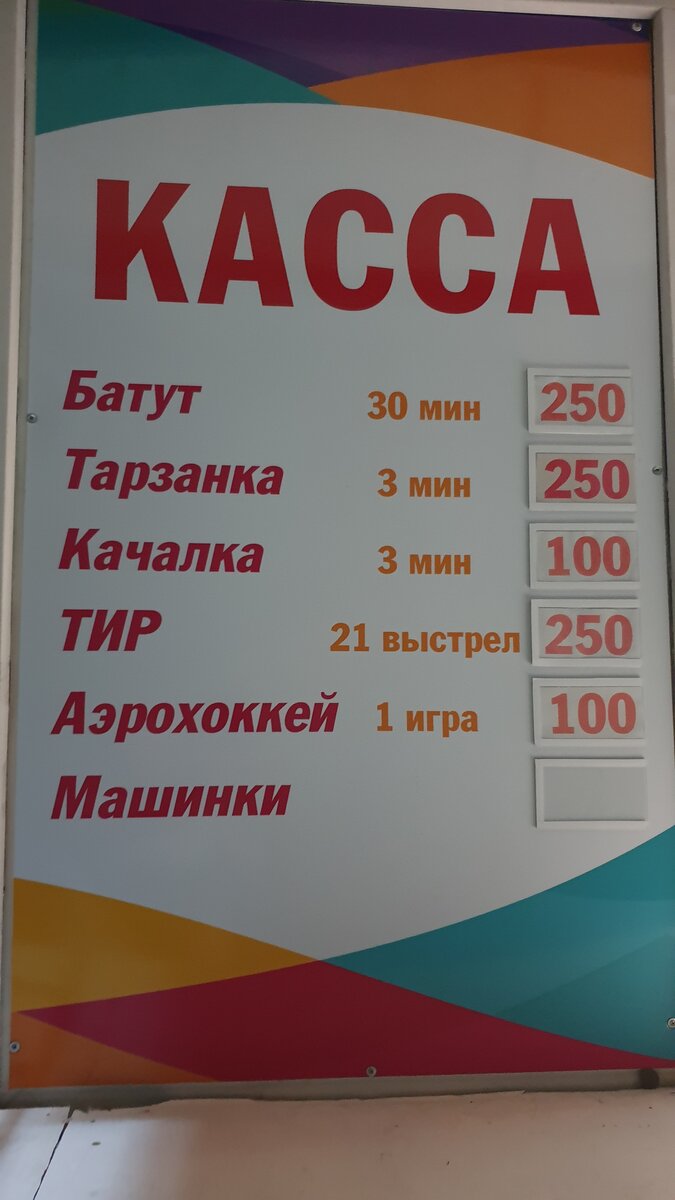 КАССА
Батут 30 мин 250
Тарзанка 3 мин 250
Качалка 3 мин 100
ТИР 21 выстрел 250
Аэрохоккей 1 игра 100
Машинки